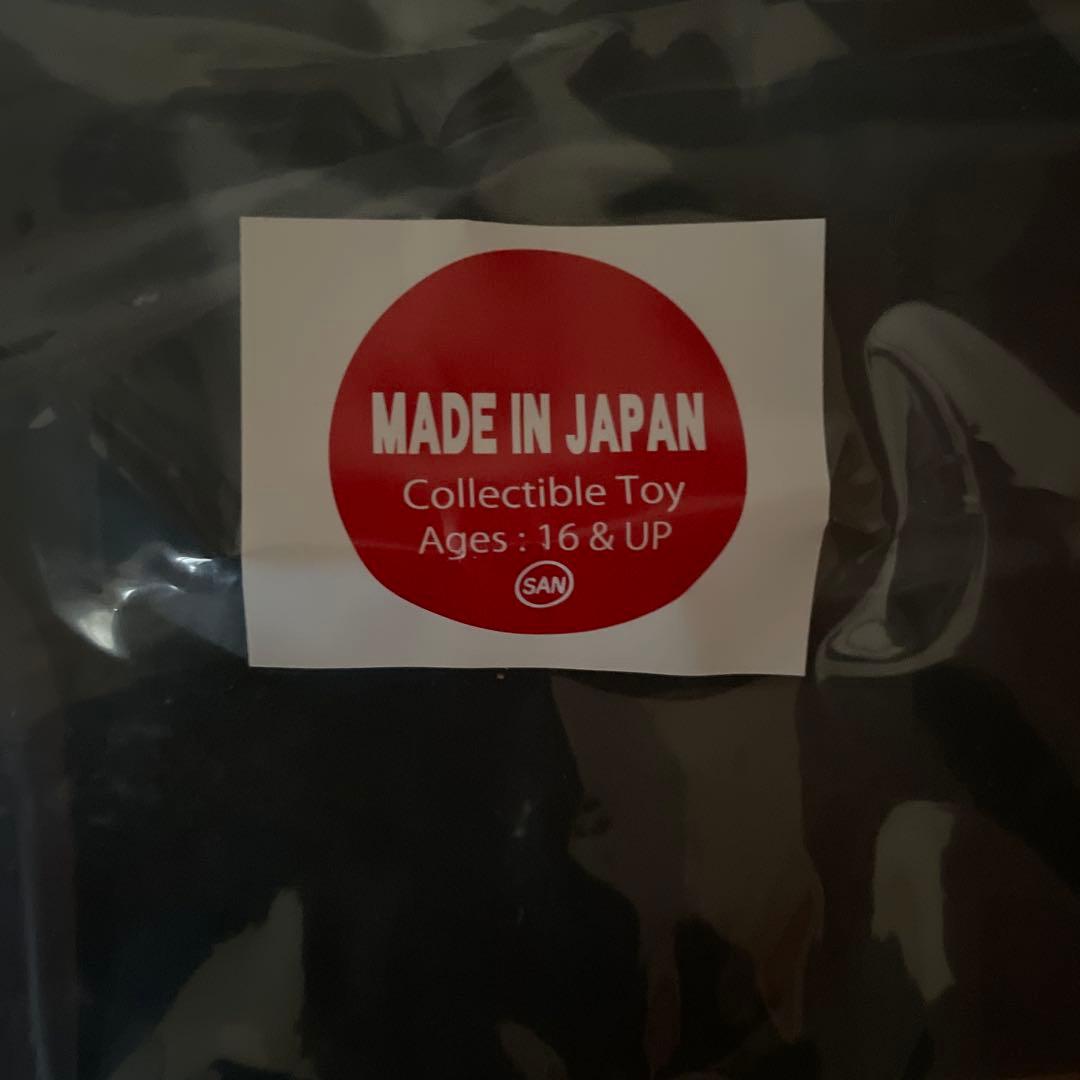 MADE IN JAPAN
Collectible Toy
Ages : 16 & UP
SAN